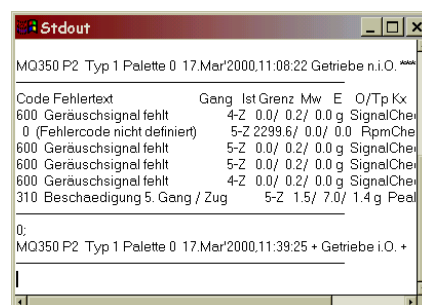 Stdout
MQ350 P2 Typ 1 Palette 0 17.Mar'2000,11:08:22 Getriebe n.i.O. ***
Code Fehlertext Gang Ist Grenz Mw E O/Tp Kx
600 Geräuschsignal fehlt 4-Z 0.0/ 0.2/ 0.0 g SignalChe
0 (Fehlercode nicht definiert) 5-Z 2299.6/ 0.0/ 0.0 RpmChe
600 Geräuschsignal fehlt 5-Z 0.0/ 0.2/ 0.0 g SignalChe
600 Geräuschsignal fehlt 5-Z 0.0/ 0.2/ 0.0 g SignalChe
600 Geräuschsignal fehlt 4-Z 0.0/ 0.2/ 0.0 g SignalChe
310 Beschaedigung 5. Gang / Zug 5-Z 1.5/ 7.0/ 1.4 g Peal
0:
MQ350 P2 Typ 1 Palette 0 17.Mar'2000,11:39:25 + Getriebe i.O. +